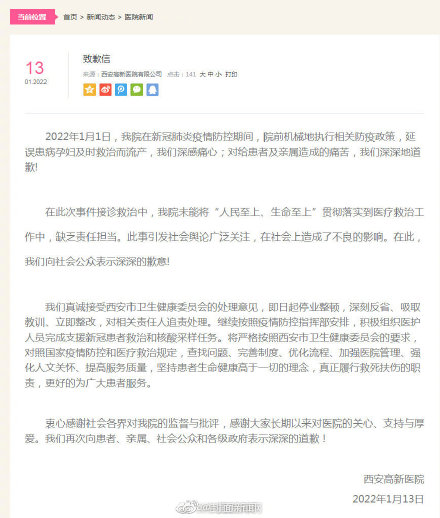 当前位置 首页 > 新闻动态 > 医院新闻
13
01.2022
致歉信
来源：西安高新医院有限公司 点击：141 大 中 小 打印
2022年1月1日，我院在新冠肺炎疫情防控期间，院前机械地执行相关防疫政策，延
误患病孕妇及时救治而流产，我们深感痛心；对给患者及亲属造成的痛苦，我们深深地道
歉!
在此次事件接诊救治中，我院未能将“人民至上、生命至上”贯彻落实到医疗救治工
作中，缺乏责任担当。此事引发社会舆论广泛关注，在社会上造成了不良的影响。在此，
我们向社会公众表示深深的歉意!
我们真诚接受西安市卫生健康委员会的处理意见，即日起停业整顿，深刻反省、吸取
教训、立即整改，对相关责任人追责处理。继续按照疫情防控指挥部安排，积极组织医护
人员完成支援新冠患者救治和核酸采样任务。将严格按照西安市卫生健康委员会的要求，
对照国家疫情防控和医疗救治规定，查找问题、完善制度、优化流程、加强医院管理、强
化人文关怀、提高服务质量，坚持患者生命健康高于一切的理念，真正履行救死扶伤的职
责，更好的为广大患者服务。
衷心感谢社会各界对我院的监督与批评，感谢大家长期以来对医院的关心、支持与厚
爱。我们再次向患者、亲属、社会公众和各级政府表示深深的道歉！
西安高新医院
2022年1月13日